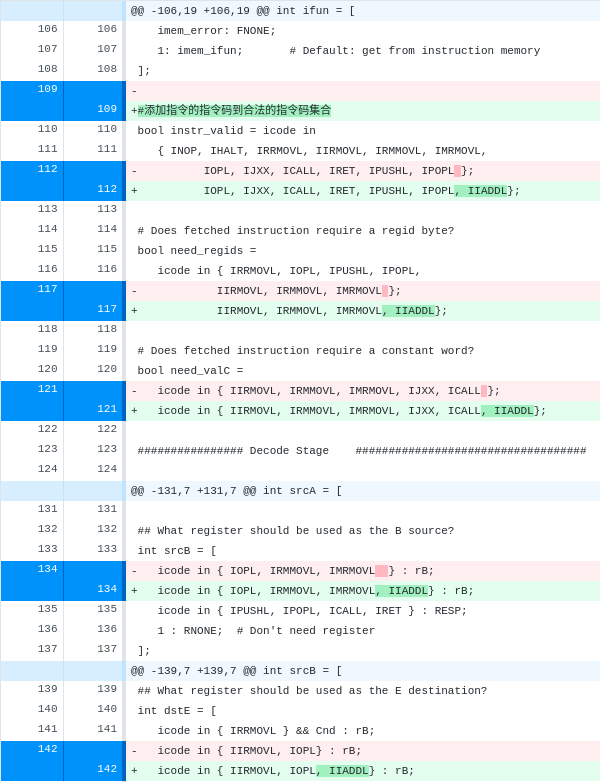 @@ -106,19 +106,19 @@ int ifun = [
106 106 imem_error: FNONE;
107 107 1: imem_ifun; # Default: get from instruction memory
108 108 ];
109 -
109 +#添加指令的指令码到合法的指令码集合
110 110 bool instr_valid = icode in
111 111 { INOP, IHALT, IRRMOVL, IIRMOVL, IRMMOVL, IMRMOVL,
112 - IOPL, IJXX, ICALL, IRET, IPUSHL, IPOPL };
112 + IOPL, IJXX, ICALL, IRET, IPUSHL, IPOPL, IIADDL};
113 113
114 114 # Does fetched instruction require a regid byte?
115 115 bool need_regids =
116 116 icode in { IRRMOVL, IOPL, IPUSHL, IPOPL,
117 - IIRMOVL, IRMMOVL, IMRMOVL };
117 + IIRMOVL, IRMMOVL, IMRMOVL, IIADDL};
118 118
119 119 # Does fetched instruction require a constant word?
120 120 bool need_valC =
121 - icode in { IIRMOVL, IRMMOVL, IMRMOVL, IJXX, ICALL };
121 + icode in { IIRMOVL, IRMMOVL, IMRMOVL, IJXX, ICALL, IIADDL};
122 122
123 123 ################ Decode Stage ###################################
124 124
@@ -131,7 +131,7 @@ int srcA = [
131 131
132 132 ## What register should be used as the B source?
133 133 int srcB = [
134 - icode in { IOPL, IRMMOVL, IMRMOVL  } : rB;
134 + icode in { IOPL, IRMMOVL, IMRMOVL, IIADDL} : rB;
135 135 icode in { IPUSHL, IPOPL, ICALL, IRET } : RESP;
136 136 1 : RNONE; # Don't need register
137 137 ];
@@ -139,7 +139,7 @@ int srcB = [
139 139 ## What register should be used as the E destination?
140 140 int dstE = [
141 141 icode in { IRRMOVL } && Cnd : rB;
142 - icode in { IIRMOVL, IOPL} : rB;
142 + icode in { IIRMOVL, IOPL, IIADDL} : rB;